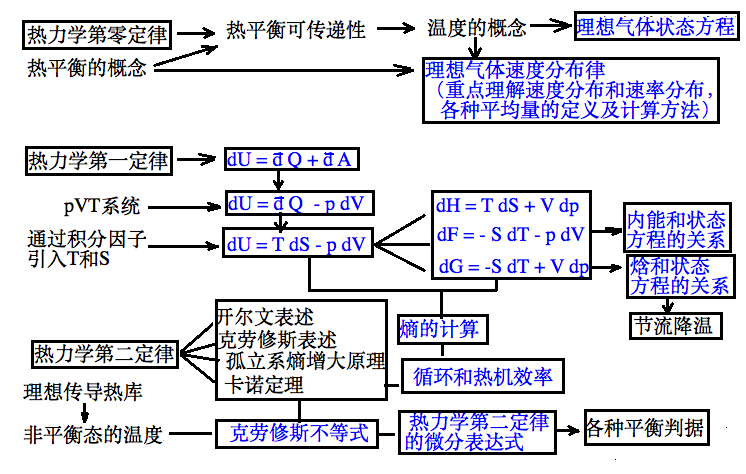 热力学第零定律
热平衡可传递性
温度的概念
理想气体状态方程
热平衡的概念
理想气体速度分布律
（重点理解速度分布和速率分布，
各种平均量的定义及计算方法）
热力学第一定律
dU = đ Q + đ A
pVT系统
dU = đ Q - p dV
通过积分因子
引入T和S
dU = T dS - p dV
dH = T dS + V dp
dF = - S dT - p dV
dG = -S dT + V dp
内能和状态
方程的关系
焓和状态
方程的关系
节流降温
熵的计算
循环和热机效率
热力学第二定律
开尔文表述
克劳修斯表述
孤立系熵增大原理
卡诺定理
理想传导热库
非平衡态的温度
克劳修斯不等式
热力学第二定律
的微分表达式
各种平衡判据